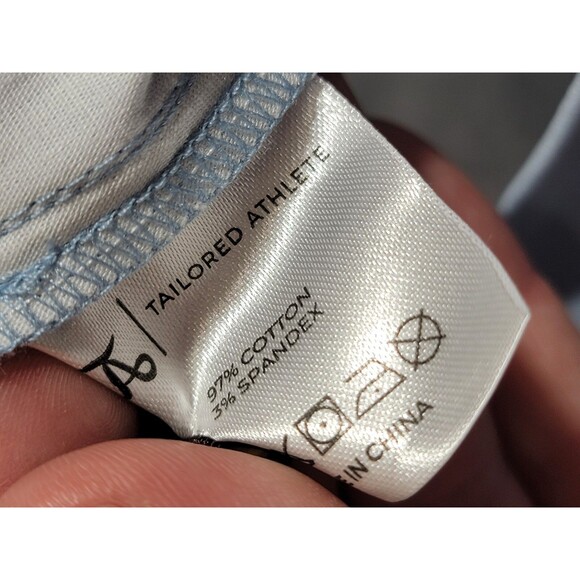 TAILORED ATHLETE
97% COTTON
3% SPANDEX
IN CHINA